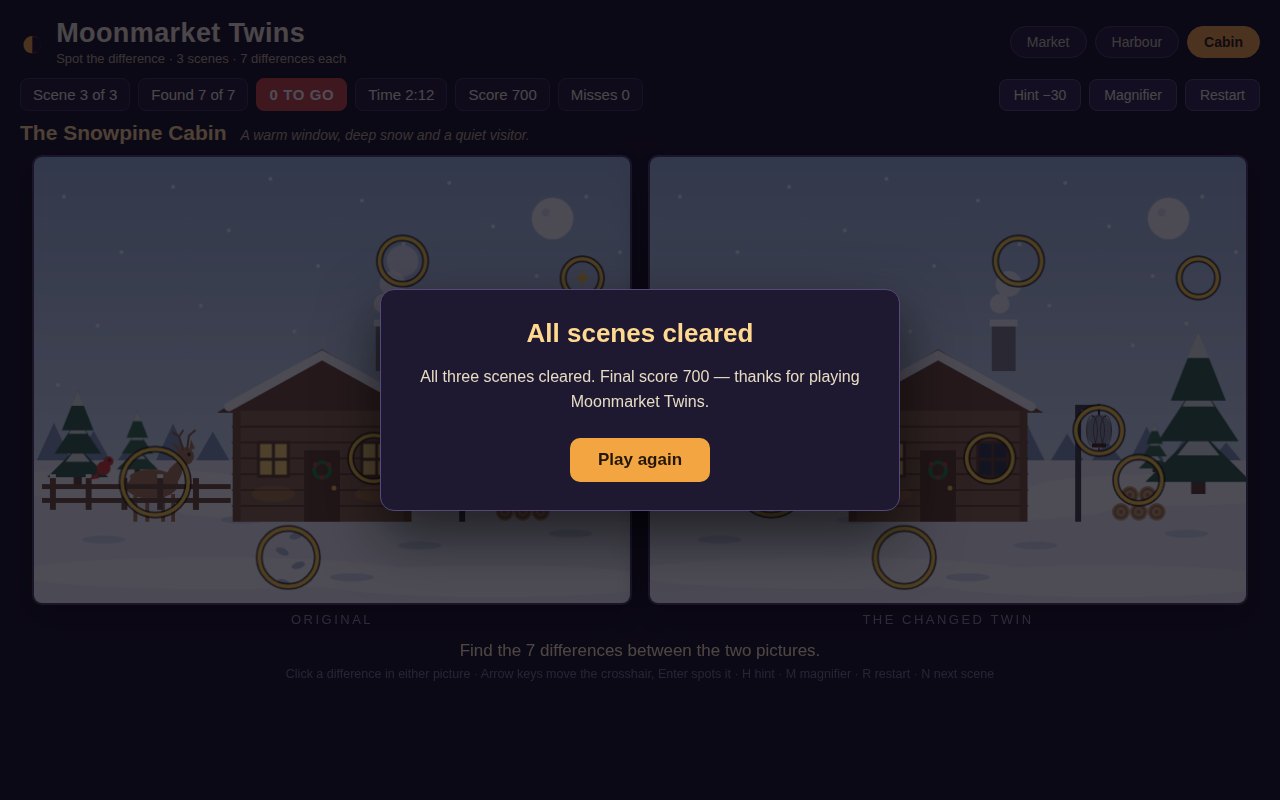 Moonmarket Twins
Spot the difference · 3 scenes · 7 differences each
Market
Harbour
Cabin
Scene 3 of 3
Found 7 of 7
0 TO GO
Time 2:12
Score 700
Misses 0
Hint −30
Magnifier
Restart
The Snowpine Cabin
A warm window, deep snow and a quiet visitor.
All scenes cleared
All three scenes cleared. Final score 700 — thanks for playing
Moonmarket Twins.
Play again
ORIGINAL
THE CHANGED TWIN
Find the 7 differences between the two pictures.
Click a difference in either picture · Arrow keys move the crosshair, Enter spots it · H hint · M magnifier · R restart · N next scene